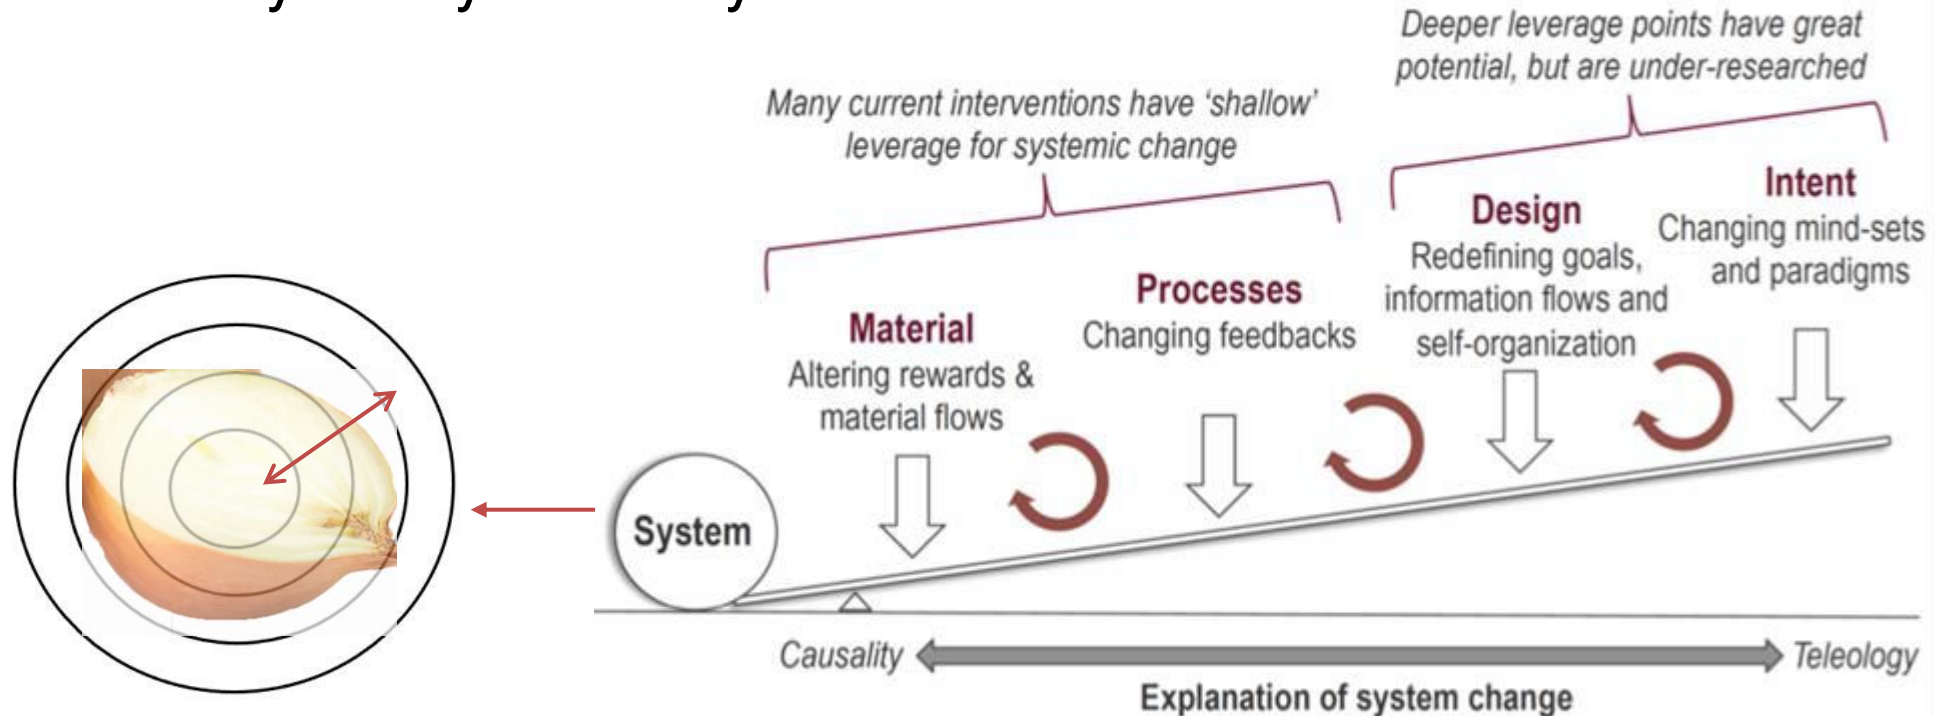 Deeper leverage points have great
potential, but are under-researched
Many current interventions have ‘shallow’
leverage for systemic change
Intent
Changing mind-sets
and paradigms
Design
Redefining goals,
information flows and
self-organization
Processes
Changing feedbacks
Material
Altering rewards &
material flows
System
Causality
Teleology
Explanation of system change